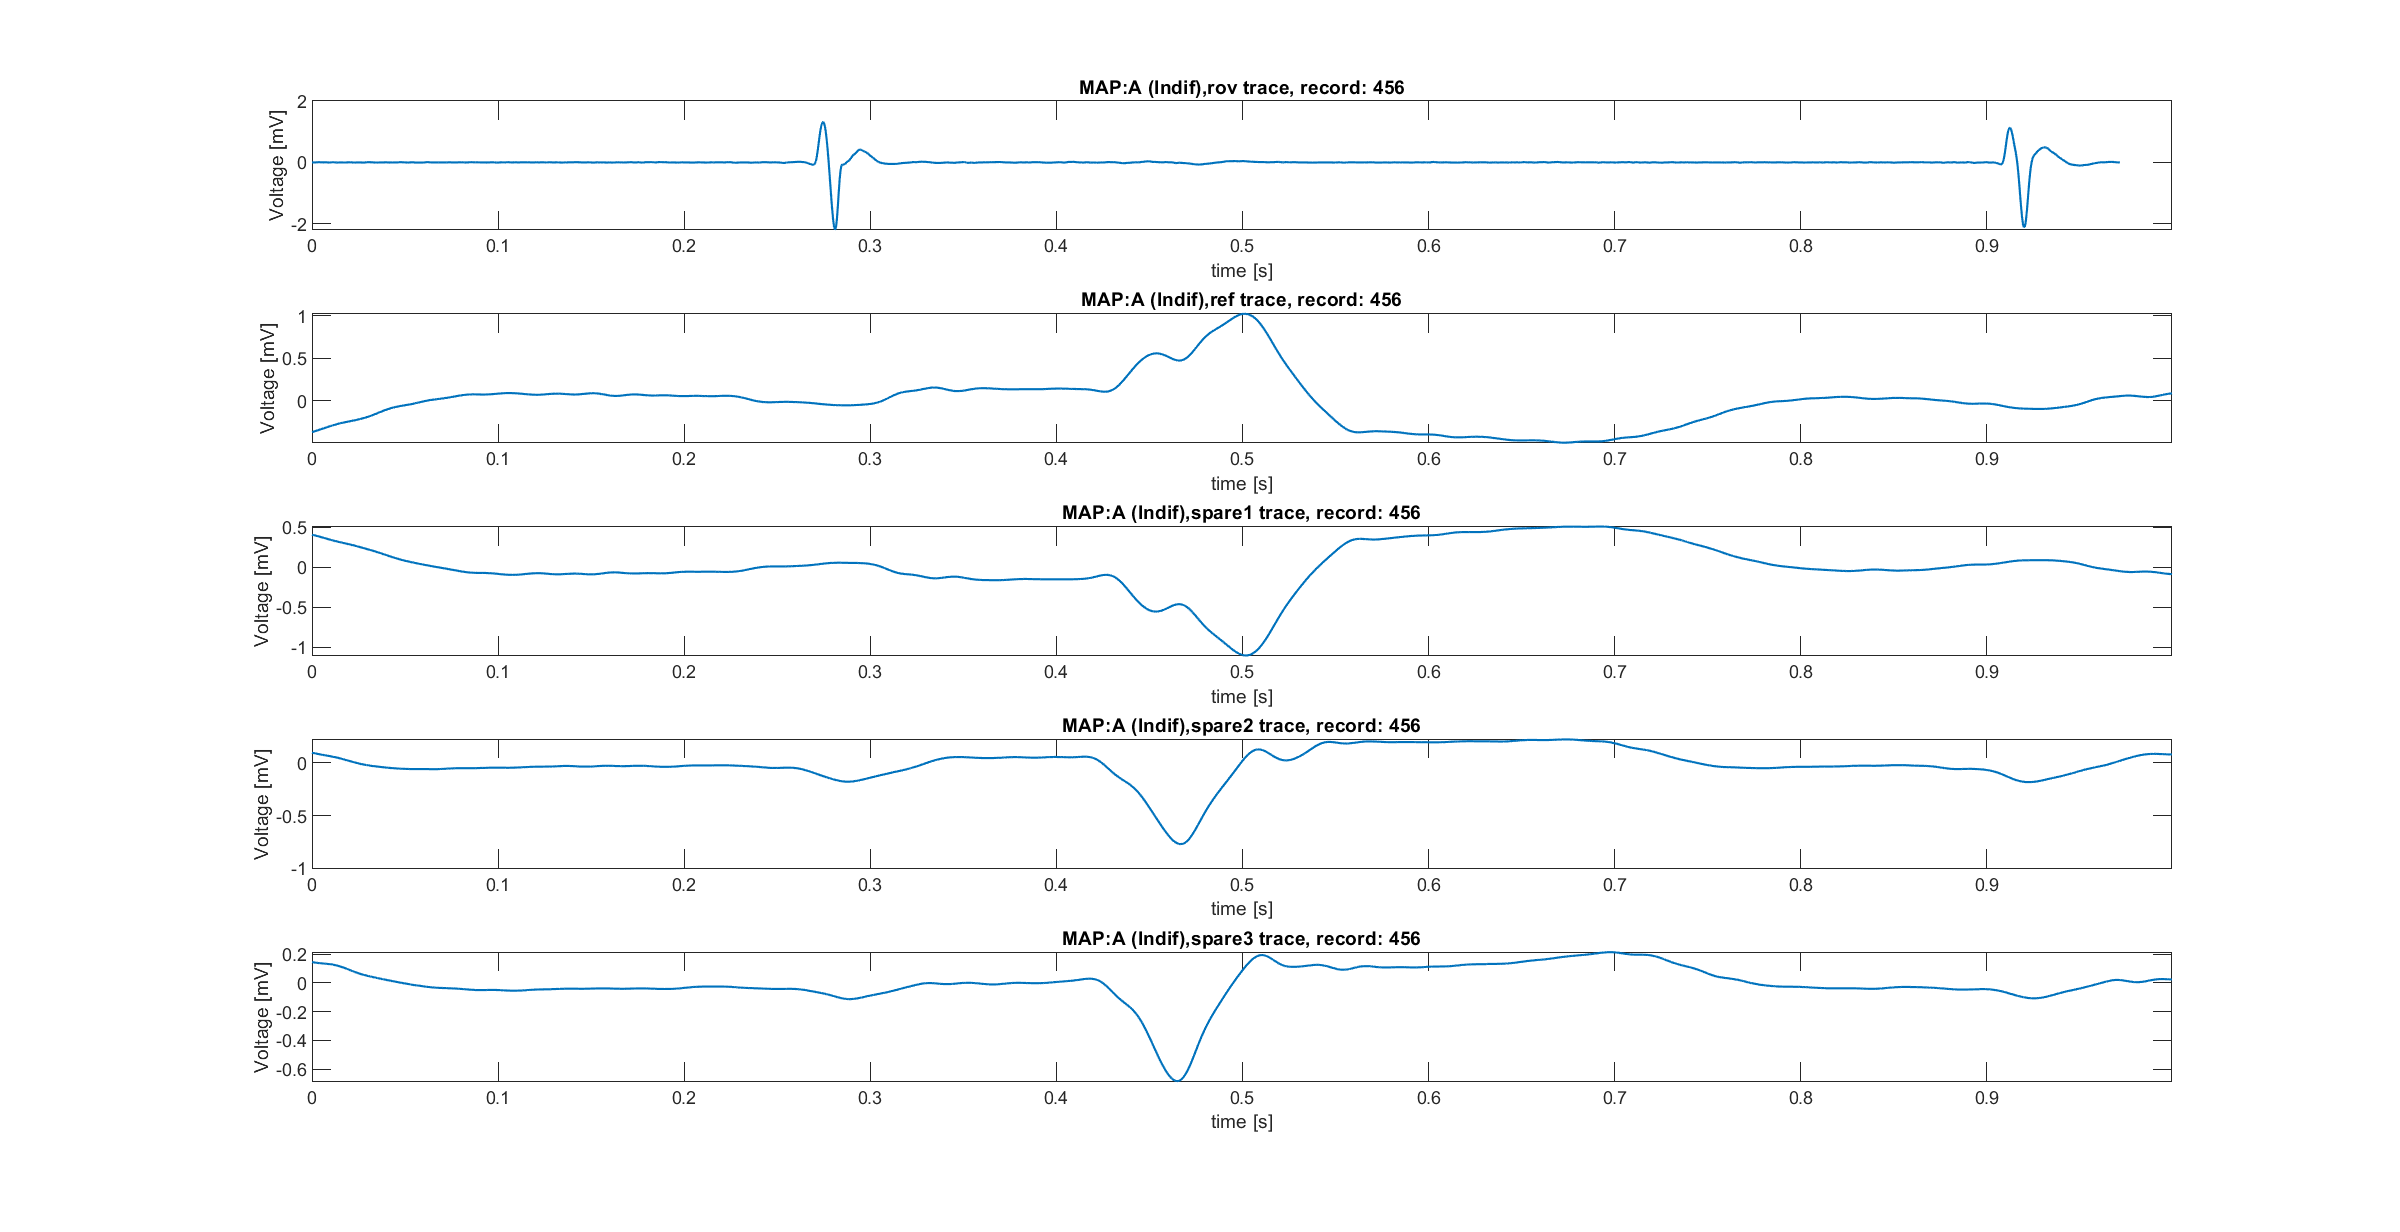 MAP:A (Indif),rov trace, record: 456
Voltage [mV]
2
0
-2
0 0.1 0.2 0.3 0.4 0.5 0.6 0.7 0.8 0.9
time [s]
MAP:A (Indif),ref trace, record: 456
Voltage [mV]
1
0.5
0
0 0.1 0.2 0.3 0.4 0.5 0.6 0.7 0.8 0.9
time [s]
MAP:A (Indif),spare1 trace, record: 456
Voltage [mV]
0.5
0
-0.5
-1
0 0.1 0.2 0.3 0.4 0.5 0.6 0.7 0.8 0.9
time [s]
MAP:A (Indif),spare2 trace, record: 456
Voltage [mV]
0
-0.5
-1
0 0.1 0.2 0.3 0.4 0.5 0.6 0.7 0.8 0.9
time [s]
MAP:A (Indif),spare3 trace, record: 456
Voltage [mV]
0.2
0
-0.2
-0.4
-0.6
0 0.1 0.2 0.3 0.4 0.5 0.6 0.7 0.8 0.9
time [s]